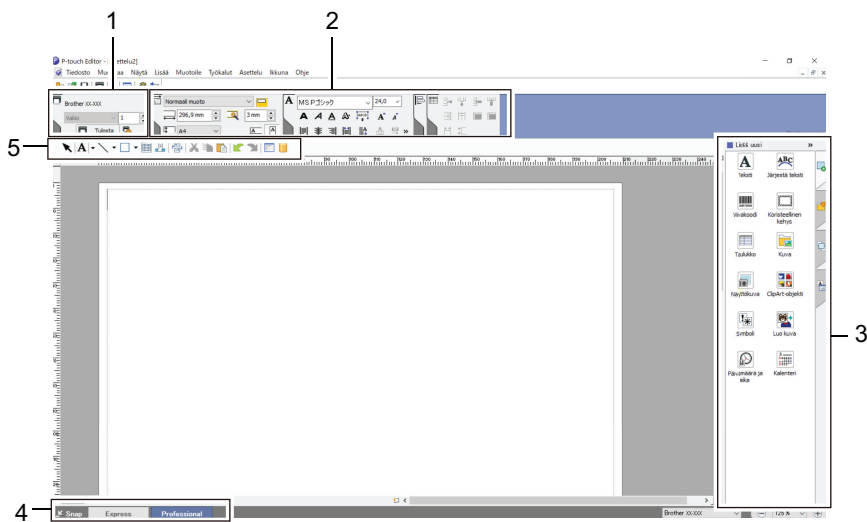 1
2
P-touch Editor - [
ettelu2]
Tiedosto
Mu
aa Näytä Lisää Muotoile Työkalut Asettelu Ikkuna Ohje
Brother XX-XXX
Vakio 1
Tulosta
Normaali muoto
296,9 mm
3 mm
A4
MS Pゴシック
24,0
5
Lisää uusi
Teksti
Järjestä teksti
Viivakoodi
Koristeellinen kehys
Taulukko
Kuva
Näyttökuva
ClipArt-objekti
Symboli
Luo kuva
Päivämäärä ja aika
Kalenteri
3
4
Snap Express Professional
Brother XX-XXX
125 %